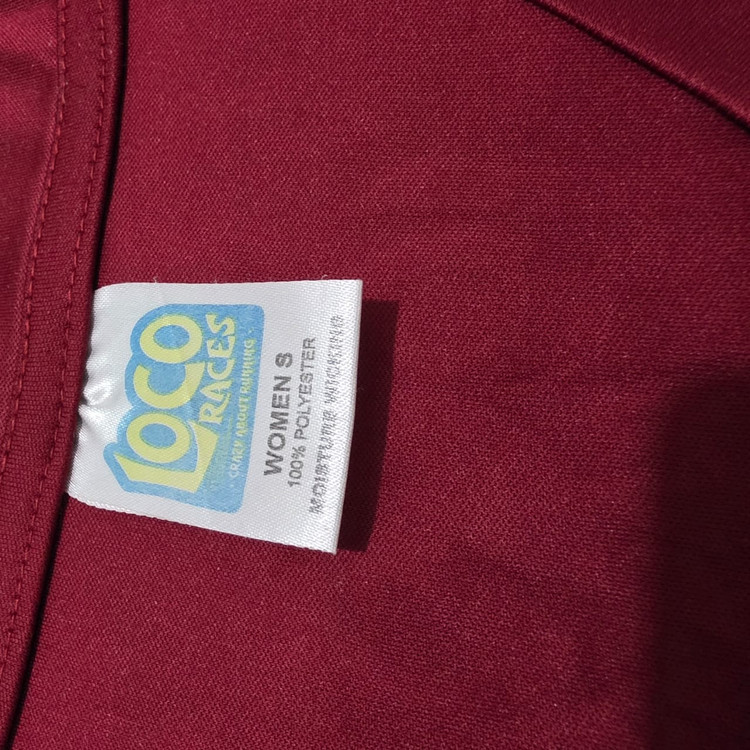 LOCO
RACES
CRAZY ABOUT RUNNING
WOMEN S
100% POLYESTER
MOISTURE WICKING